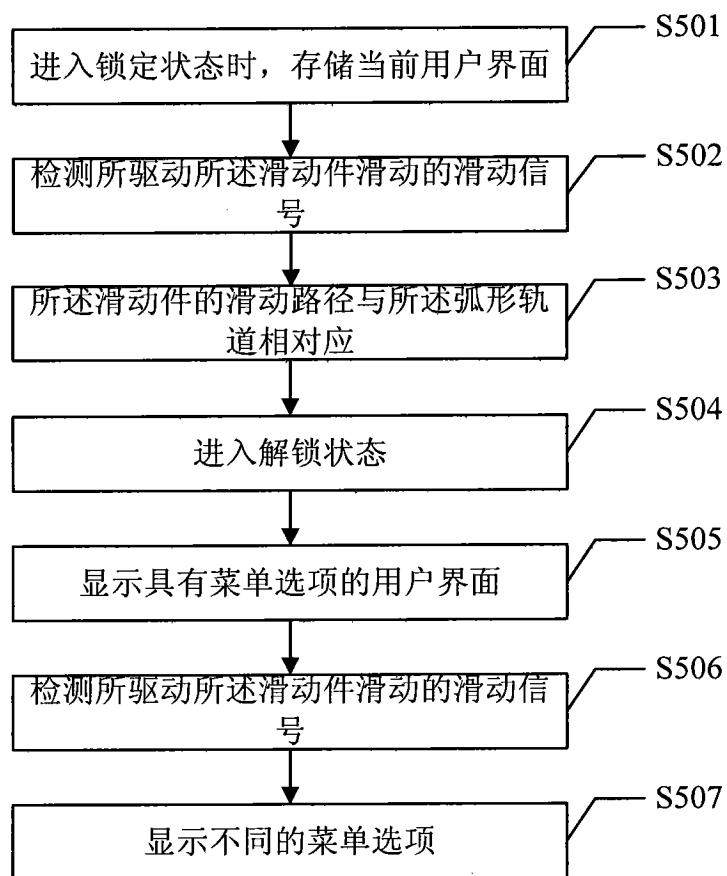 S501
进入锁定状态时，存储当前用户界面
S502
检测所驱动所述滑动件滑动的滑动信
号
S503
所述滑动件的滑动路径与所述弧形轨
道相对应
S504
进入解锁状态
S505
显示具有菜单选项的用户界面
S506
检测所驱动所述滑动件滑动的滑动信
号
S507
显示不同的菜单选项